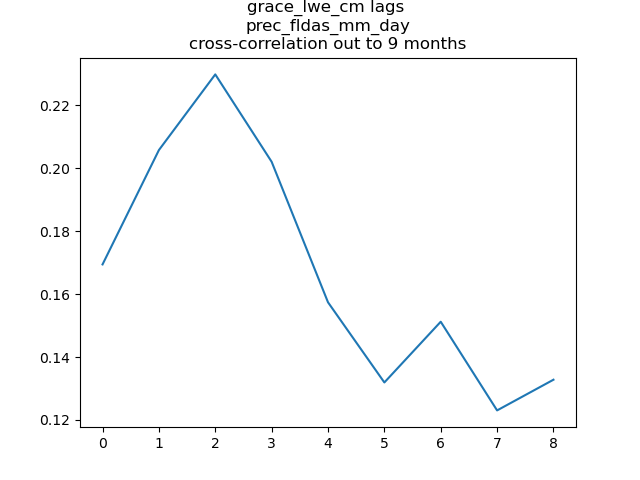 grace_lwe_cm lags
prec_fldas_mm_day
cross-correlation out to 9 months
0.22
0.20
0.18
0.16
0.14
0.12
0 1 2 3 4 5 6 7 8